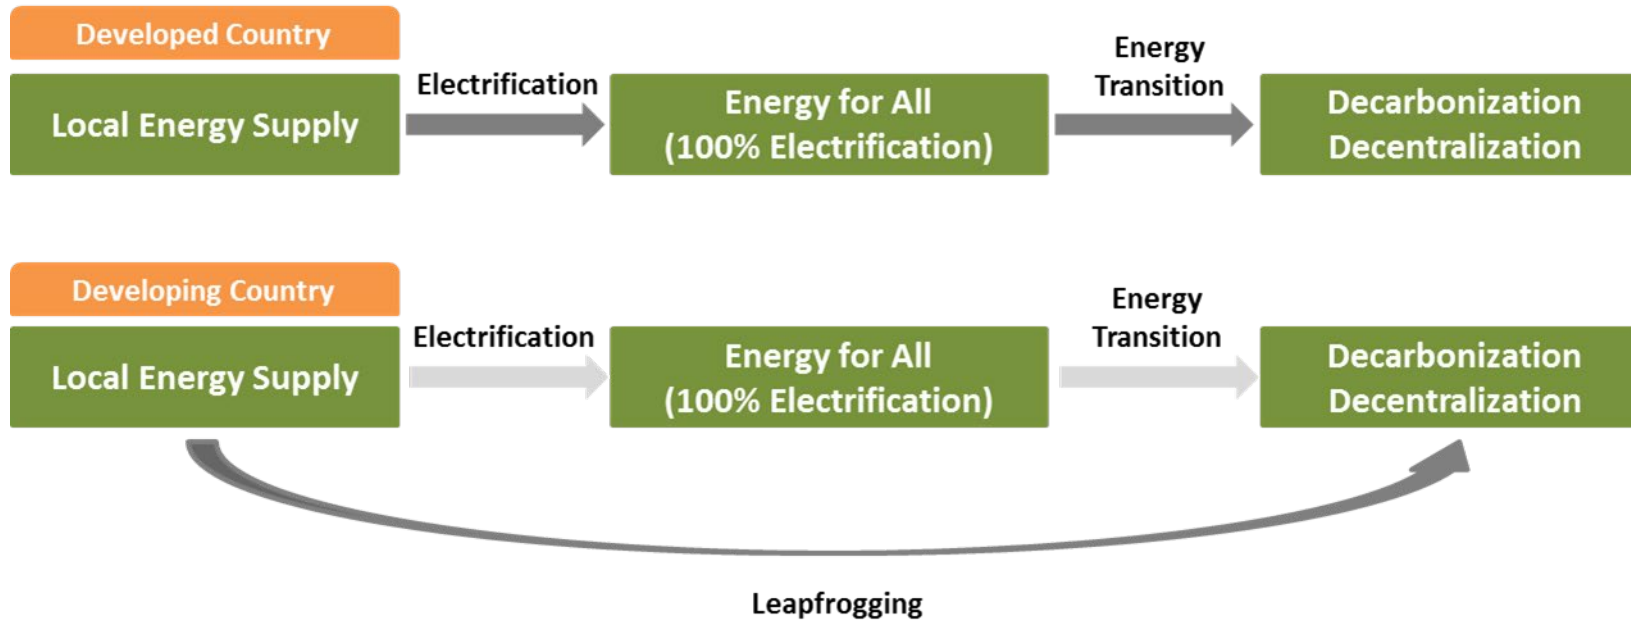 Developed Country
Local Energy Supply
Electrification
Energy for All
(100% Electrification)
Energy
Transition
Decarbonization
Decentralization
Developing Country
Local Energy Supply
Electrification
Energy for All
(100% Electrification)
Energy
Transition
Decarbonization
Decentralization
Leapfrogging